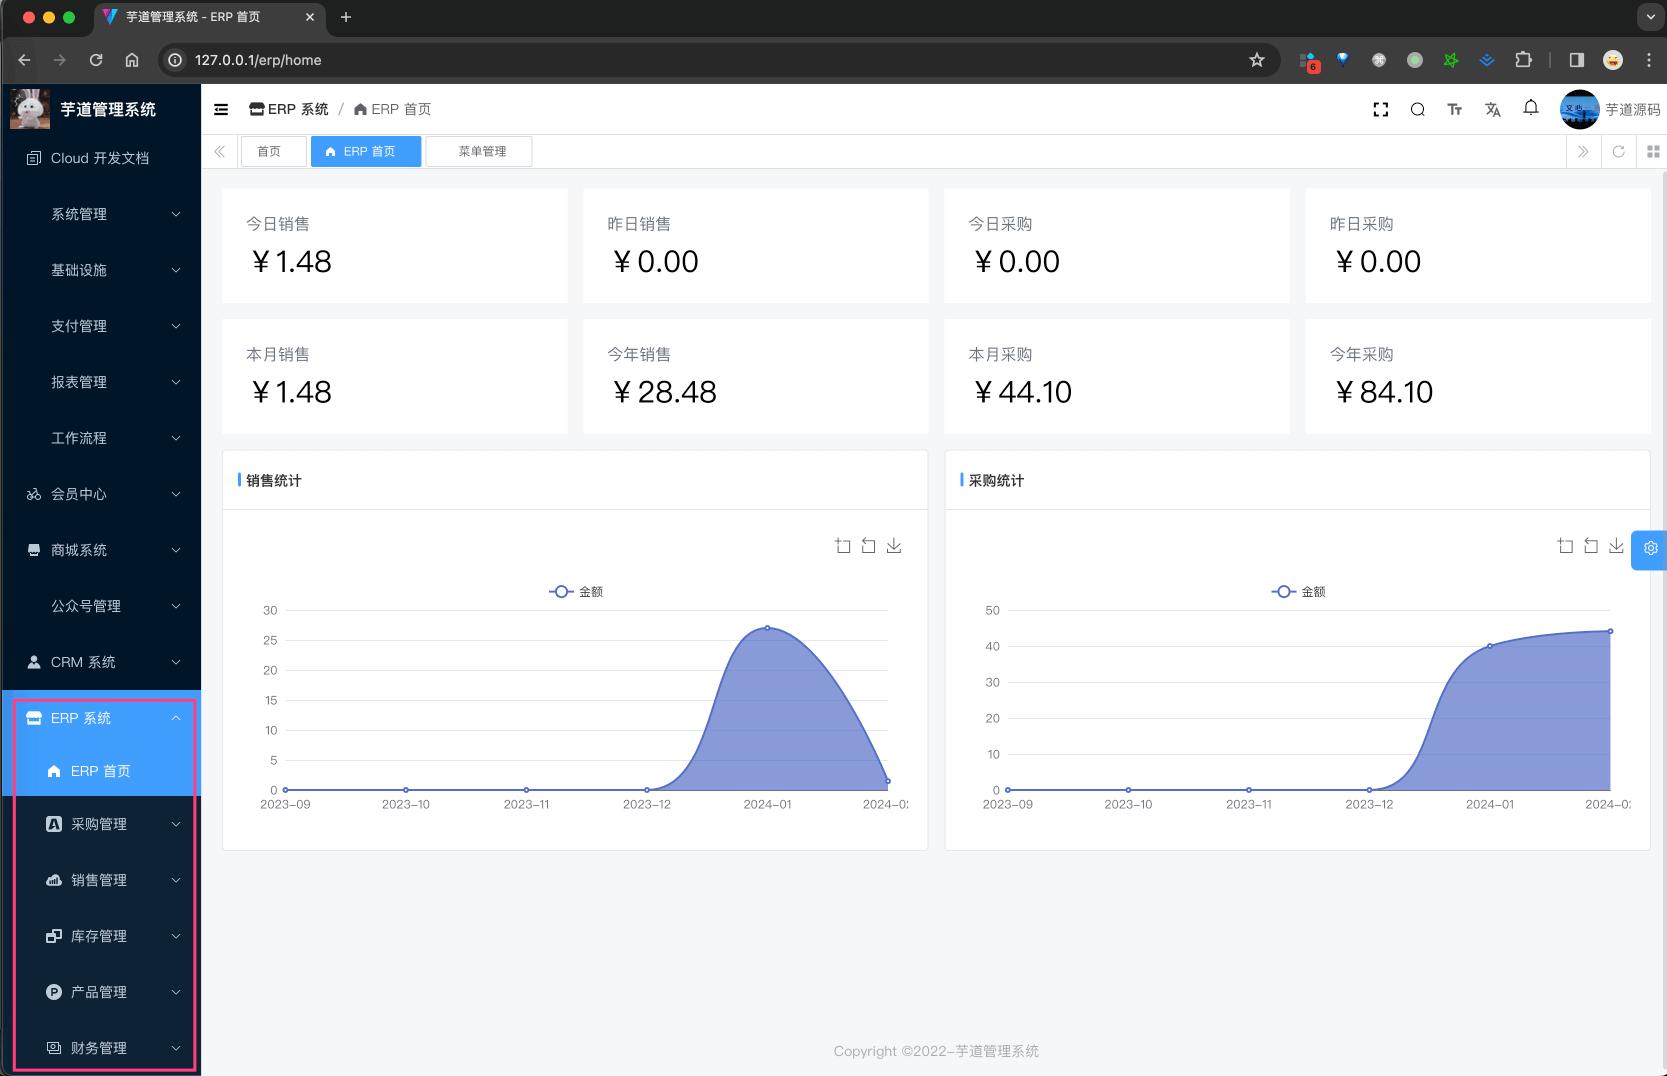 芋道管理系统 - ERP 首页
127.0.0.1/erp/home
6
芋道管理系统
ERP 系统 / ERP 首页
芋道源码
首页
ERP 首页
菜单管理
Cloud 开发文档
系统管理
基础设施
支付管理
报表管理
工作流程
会员中心
商城系统
公众号管理
CRM 系统
ERP 系统
ERP 首页
采购管理
销售管理
库存管理
产品管理
财务管理
今日销售
¥1.48
昨日销售
¥0.00
今日采购
¥0.00
昨日采购
¥0.00
本月销售
¥1.48
今年销售
¥28.48
本月采购
¥44.10
今年采购
¥84.10
销售统计
金额
30
25
20
15
10
5
0
2023-09 2023-10 2023-11 2023-12 2024-01 2024-0
采购统计
金额
50
40
30
20
10
0
2023-09 2023-10 2023-11 2023-12 2024-01 2024-0
Copyright ©2022-芋道管理系统